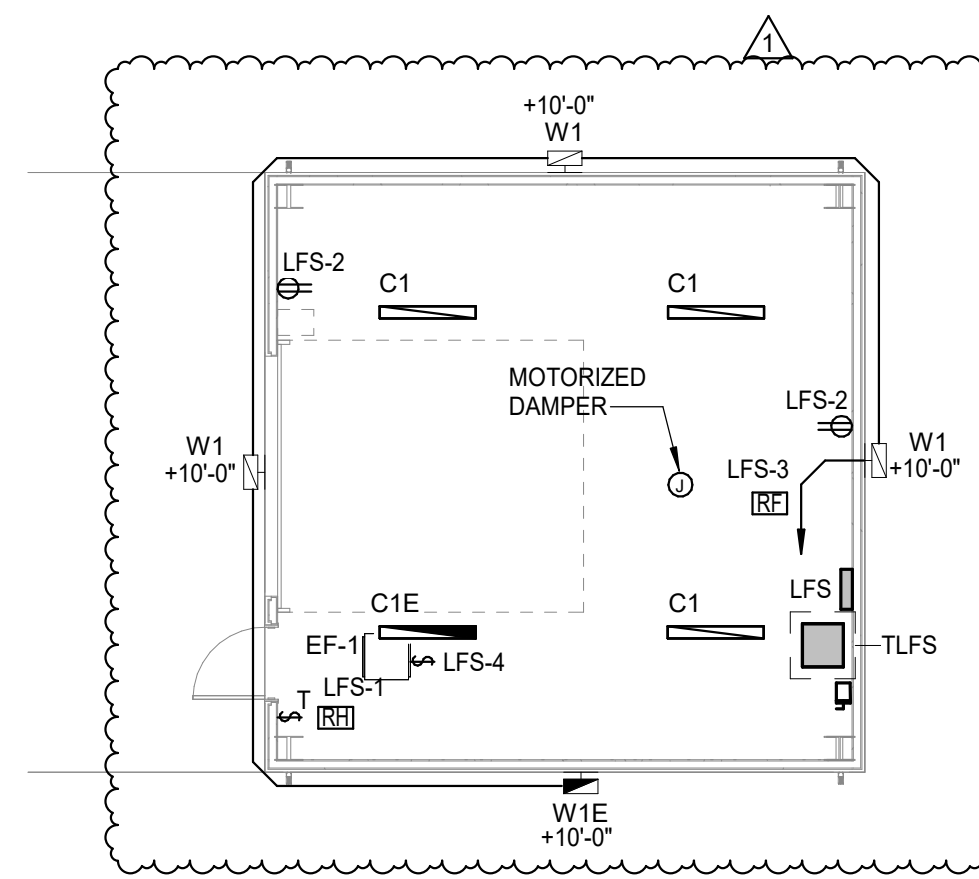 1
+10'-0"
W1
LFS-2
C1
C1
MOTORIZED
DAMPER
LFS-2
W1
+10'-0"
W1
+10'-0"
LFS-3
J
RF
C1E
C1
LFS
EF-1
LFS-4
TLFS
LFS-1
T
RH
W1E
+10'-0"